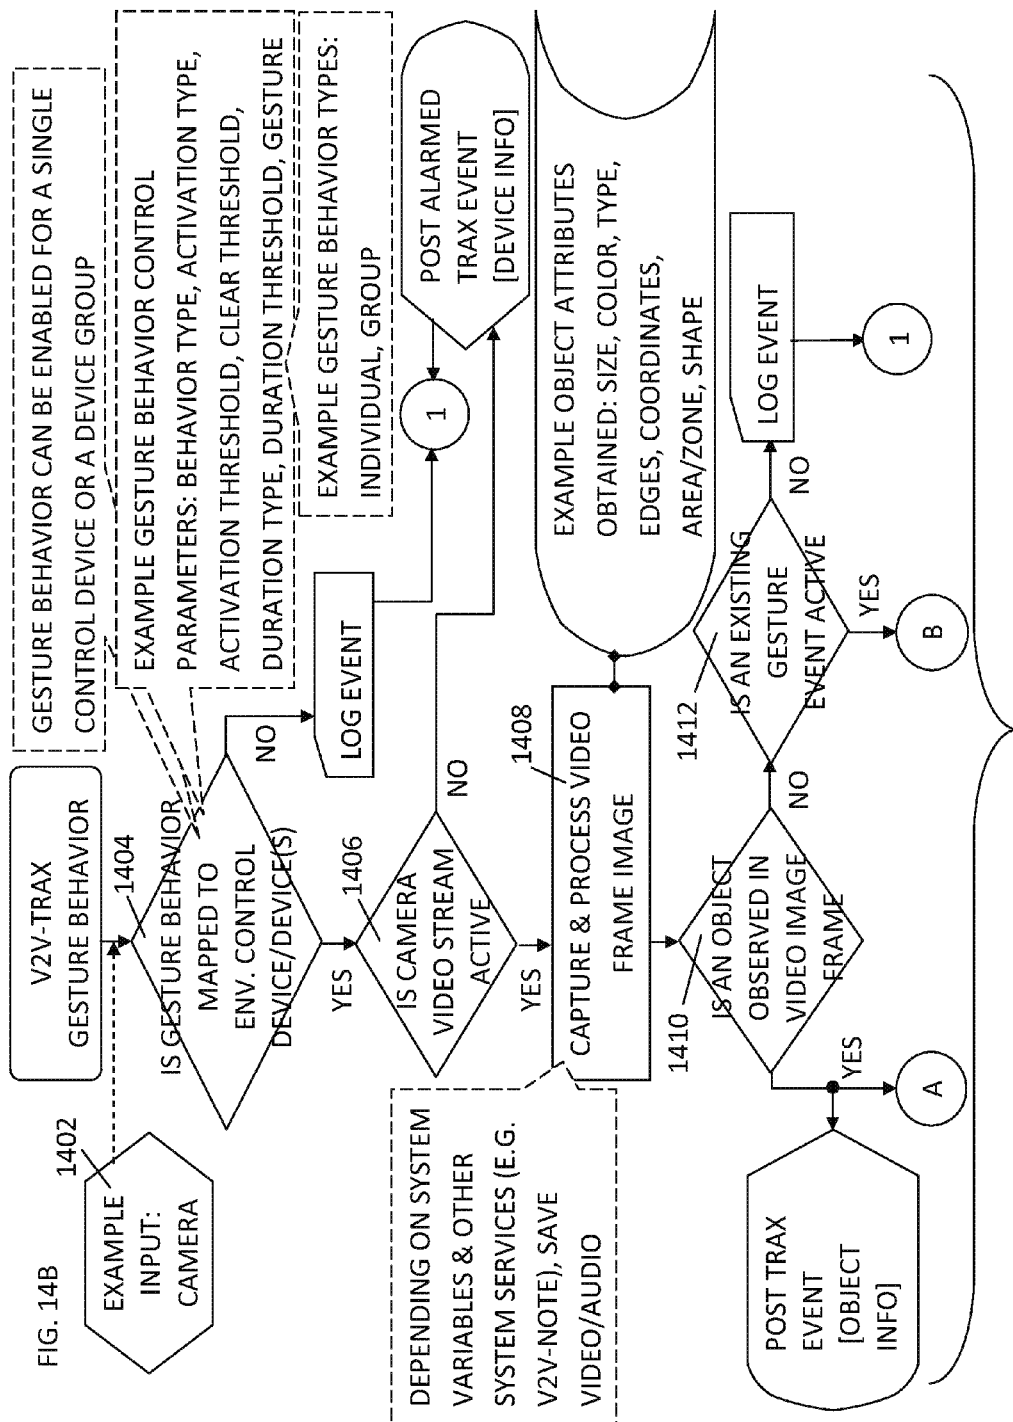 FIG. 14B
EXAMPLE
INPUT:
CAMERA
1402
V2V-TRAX
GESTURE BEHAVIOR
GESTURE BEHAVIOR CAN BE ENABLED FOR A SINGLE
CONTROL DEVICE OR A DEVICE GROUP
1404
IS GESTURE BEHAVIOR
MAPPED TO
ENV. CONTROL
DEVICE/DEVICE(S)
EXAMPLE GESTURE BEHAVIOR CONTROL
PARAMETERS: BEHAVIOR TYPE, ACTIVATION TYPE,
ACTIVATION THRESHOLD, CLEAR THRESHOLD,
DURATION TYPE, DURATION THRESHOLD, GESTURE
NO
LOG EVENT
EXAMPLE GESTURE BEHAVIOR TYPES:
INDIVIDUAL, GROUP
YES
1406
IS CAMERA
VIDEO STREAM
ACTIVE
NO
1
POST ALARMED
TRAX EVENT
[DEVICE INFO]
YES
DEPENDING ON SYSTEM
VARIABLES & OTHER
SYSTEM SERVICES (E.G.
V2V-NOTE), SAVE
VIDEO/AUDIO
1408
CAPTURE & PROCESS VIDEO
FRAME IMAGE
EXAMPLE OBJECT ATTRIBUTES
OBTAINED: SIZE, COLOR, TYPE,
EDGES, COORDINATES,
AREA/ZONE, SHAPE
1410
IS AN OBJECT
OBSERVED IN
VIDEO IMAGE
FRAME
NO
1412
IS AN EXISTING
GESTURE
EVENT ACTIVE
NO
LOG EVENT
1
YES
B
YES
A
POST TRAX
EVENT
[OBJECT
INFO]